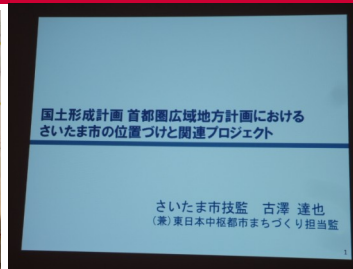 国土形成計画 首都圏広域地方計画における
さいたま市の位置づけと関連プロジェクト
さいたま市技監　古澤 達也
(兼)東日本中枢都市まちづくり担当監
1